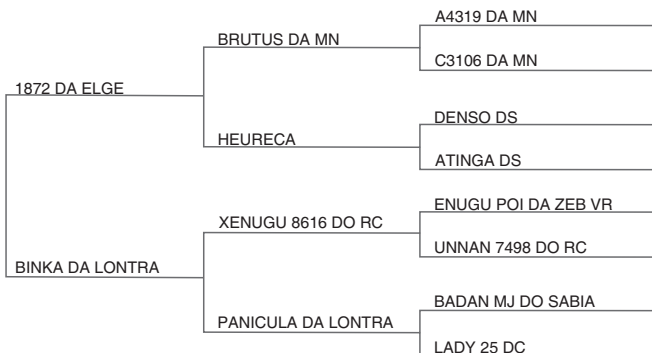 A4319 DA MN
BRUTUS DA MN
C3106 DA MN
1872 DA ELGE
DENSO DS
HEURECA
ATINGA DS
ENUGU POI DA ZEB VR
XENUGU 8616 DO RC
UNNAN 7498 DO RC
BINKA DA LONTRA
BADAN MJ DO SABIA
PANICULA DA LONTRA
LADY 25 DC